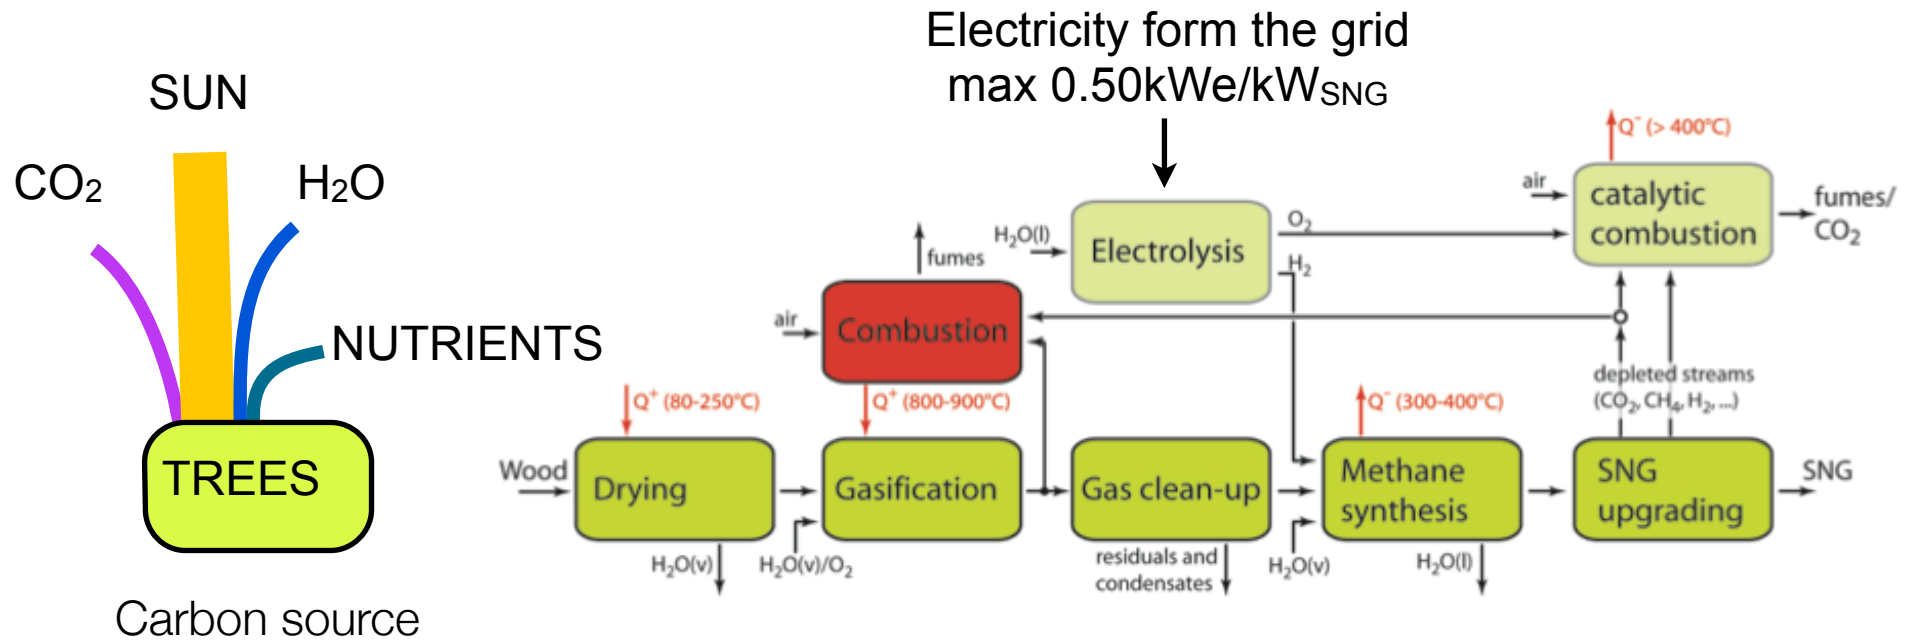 Electricity form the grid
max 0.50kWe/kWSNG
SUN
CO2
H2O
NUTRIENTS
TREES
Carbon source
Q⁻ (> 400°C)
air
catalytic
combustion
fumes/
CO2
H2O(l)
Electrolysis
O2
H2
fumes
air
Combustion
depleted streams
(CO2, CH4, H2, ...)
Q⁺ (80-250°C)
Q⁺ (800-900°C)
Q⁻ (300-400°C)
Wood
Drying
Gasification
Gas clean-up
Methane
synthesis
SNG
upgrading
SNG
H2O(v)
H2O(v)/O2
residuals and
condensates
H2O(v)
H2O(l)